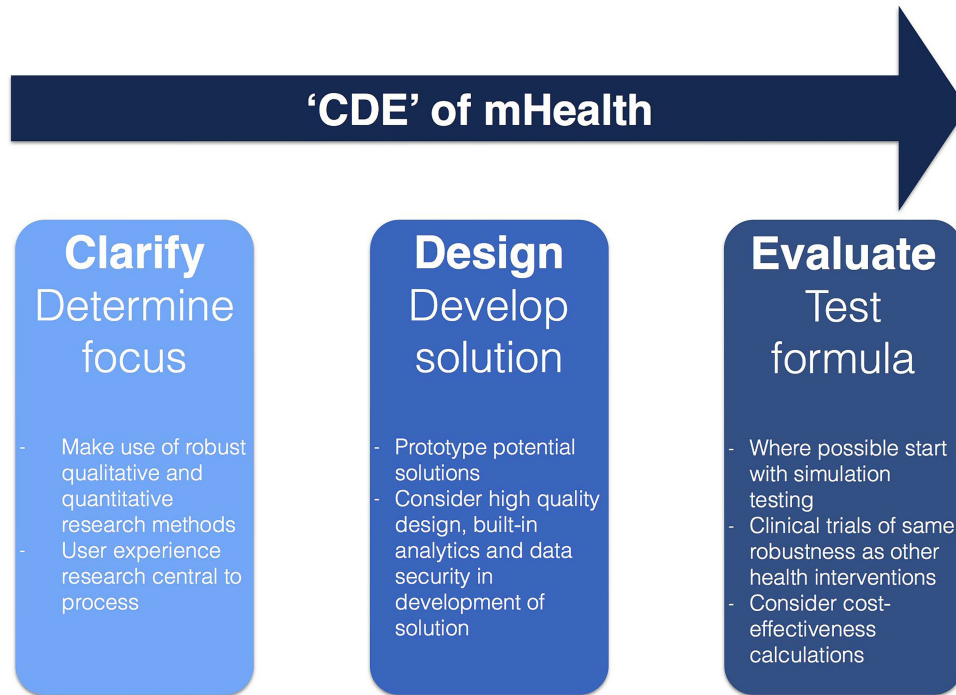 ‘CDE’ of mHealth
Clarify
Determine
focus
- Make use of robust
qualitative and
quantitative
research methods
- User experience
research central to
process
Design
Develop
solution
- Prototype potential
solutions
- Consider high quality
design, built-in
analytics and data
security in
development of
solution
Evaluate
Test
formula
- Where possible start
with simulation
testing
- Clinical trials of same
robustness as other
health interventions
- Consider cost-
effectiveness
calculations